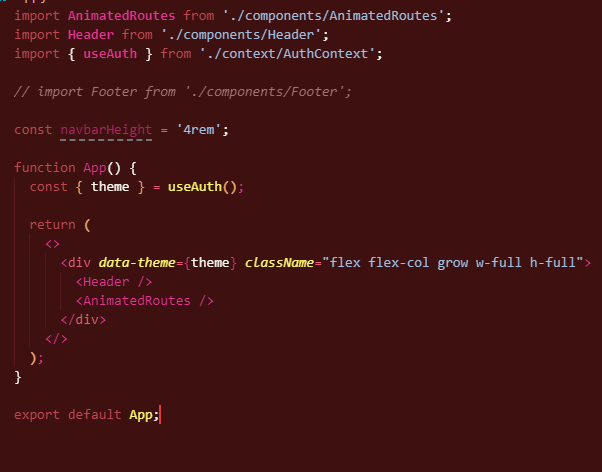 import AnimatedRoutes from './components/AnimatedRoutes';
import Header from './components/Header';
import { useAuth } from './context/AuthContext';
// import Footer from './components/Footer';
const navbarHeight = '4rem';
function App() {
const { theme } = useAuth();
return (
<>
<div data-theme={theme} className="flex flex-col grow w-full h-full">
<Header />
<AnimatedRoutes />
</div>
</>
);
}
export default App;